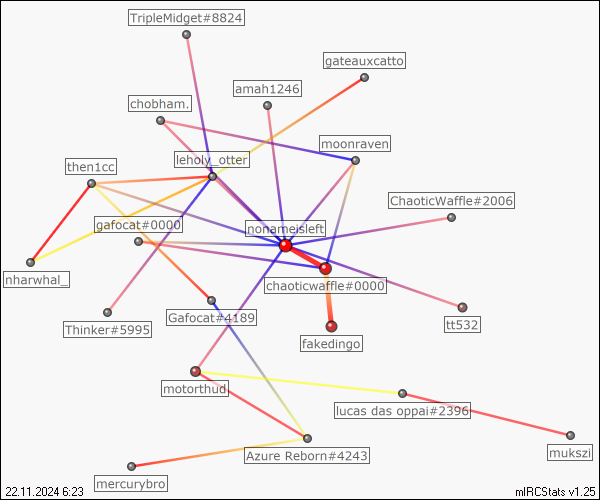 TripleMidget#8824
gateauxcatto
amah1246
chobham.
moonraven
leholy_otter
then1cc
ChaoticWaffle#2006
gafocat#0000
nonameisleft
nharwhal_
chaoticwaffle#0000
Gafocat#4189
Thinker#5995
tt532
fakedingo
motorthud
lucas das oppai#2396
Azure Reborn#4243
mukszi
mercurybro
22.11.2024 6:23
mIRCStats v1.25